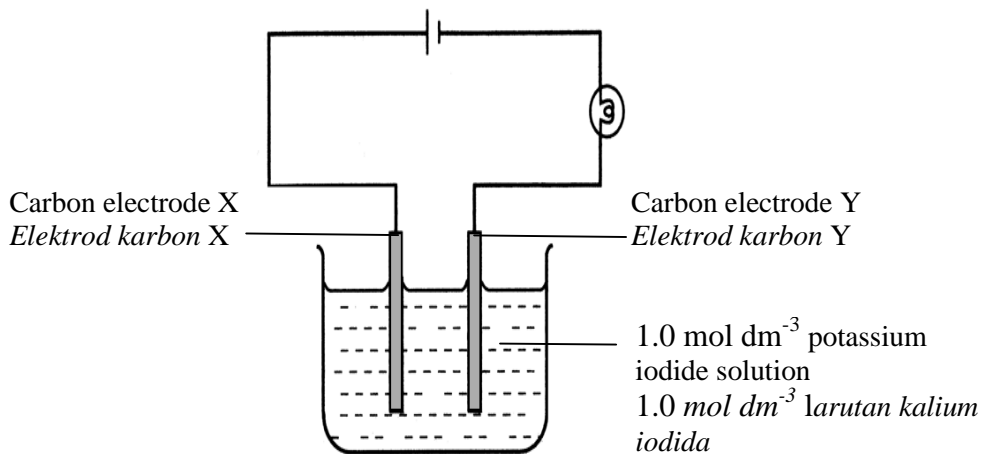 Carbon electrode X
Elektrod karbon X
Carbon electrode Y
Elektrod karbon Y
1.0 mol dm⁻³ potassium
iodide solution
1.0 mol dm⁻³ larutan kalium
iodida